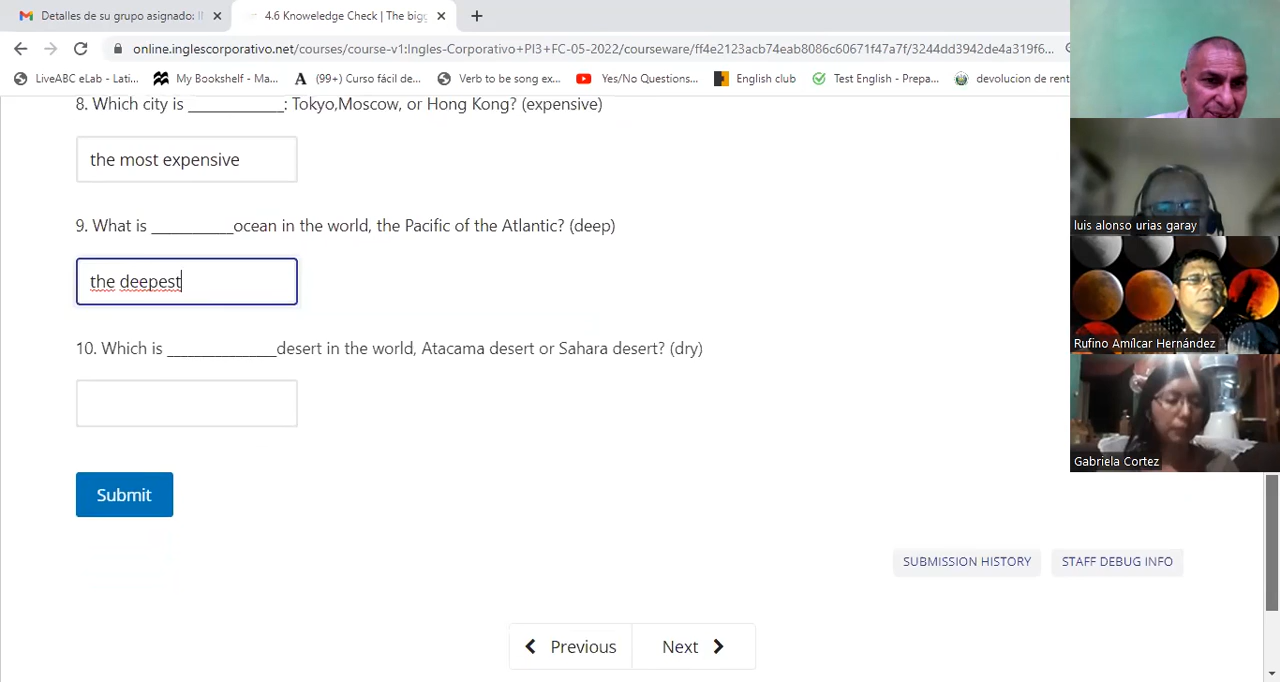 Detalles de su grupo asignado: II
4.6 Knoweledge Check | The bigg
online.inglescorporativo.net/courses/course-v1:Ingles-Corporativo+PI3+FC-05-2022/courseware/ff4e2123acb74eab8086c60671f47a7f/3244dd3942de4a319f6...
LiveABC eLab - Lati...
My Bookshelf - Ma...
(99+) Curso fácil de...
Verb to be song ex...
Yes/No Questions...
English club
Test English - Prepa...
devolucion de rent
8. Which city is ____________: Tokyo,Moscow, or Hong Kong? (expensive)
the most expensive
9. What is __________ocean in the world, the Pacific of the Atlantic? (deep)
the deepest
10. Which is _____________desert in the world, Atacama desert or Sahara desert? (dry)
Submit
SUBMISSION HISTORY
STAFF DEBUG INFO
Previous
Next
luis alonso urias garay
Rufino Amílcar Hernández
Gabriela Cortez